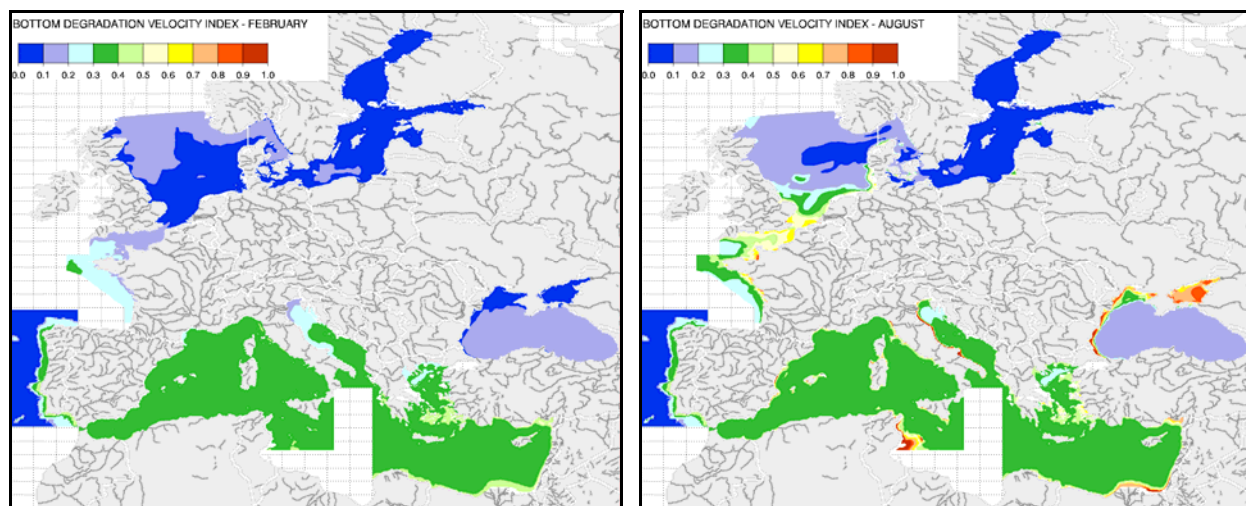 BOTTOM DEGRADATION VELOCITY INDEX - FEBRUARY
0.0 0.1 0.2 0.3 0.4 0.5 0.6 0.7 0.8 0.9 1.0
BOTTOM DEGRADATION VELOCITY INDEX - AUGUST
0.0 0.1 0.2 0.3 0.4 0.5 0.6 0.7 0.8 0.9 1.0